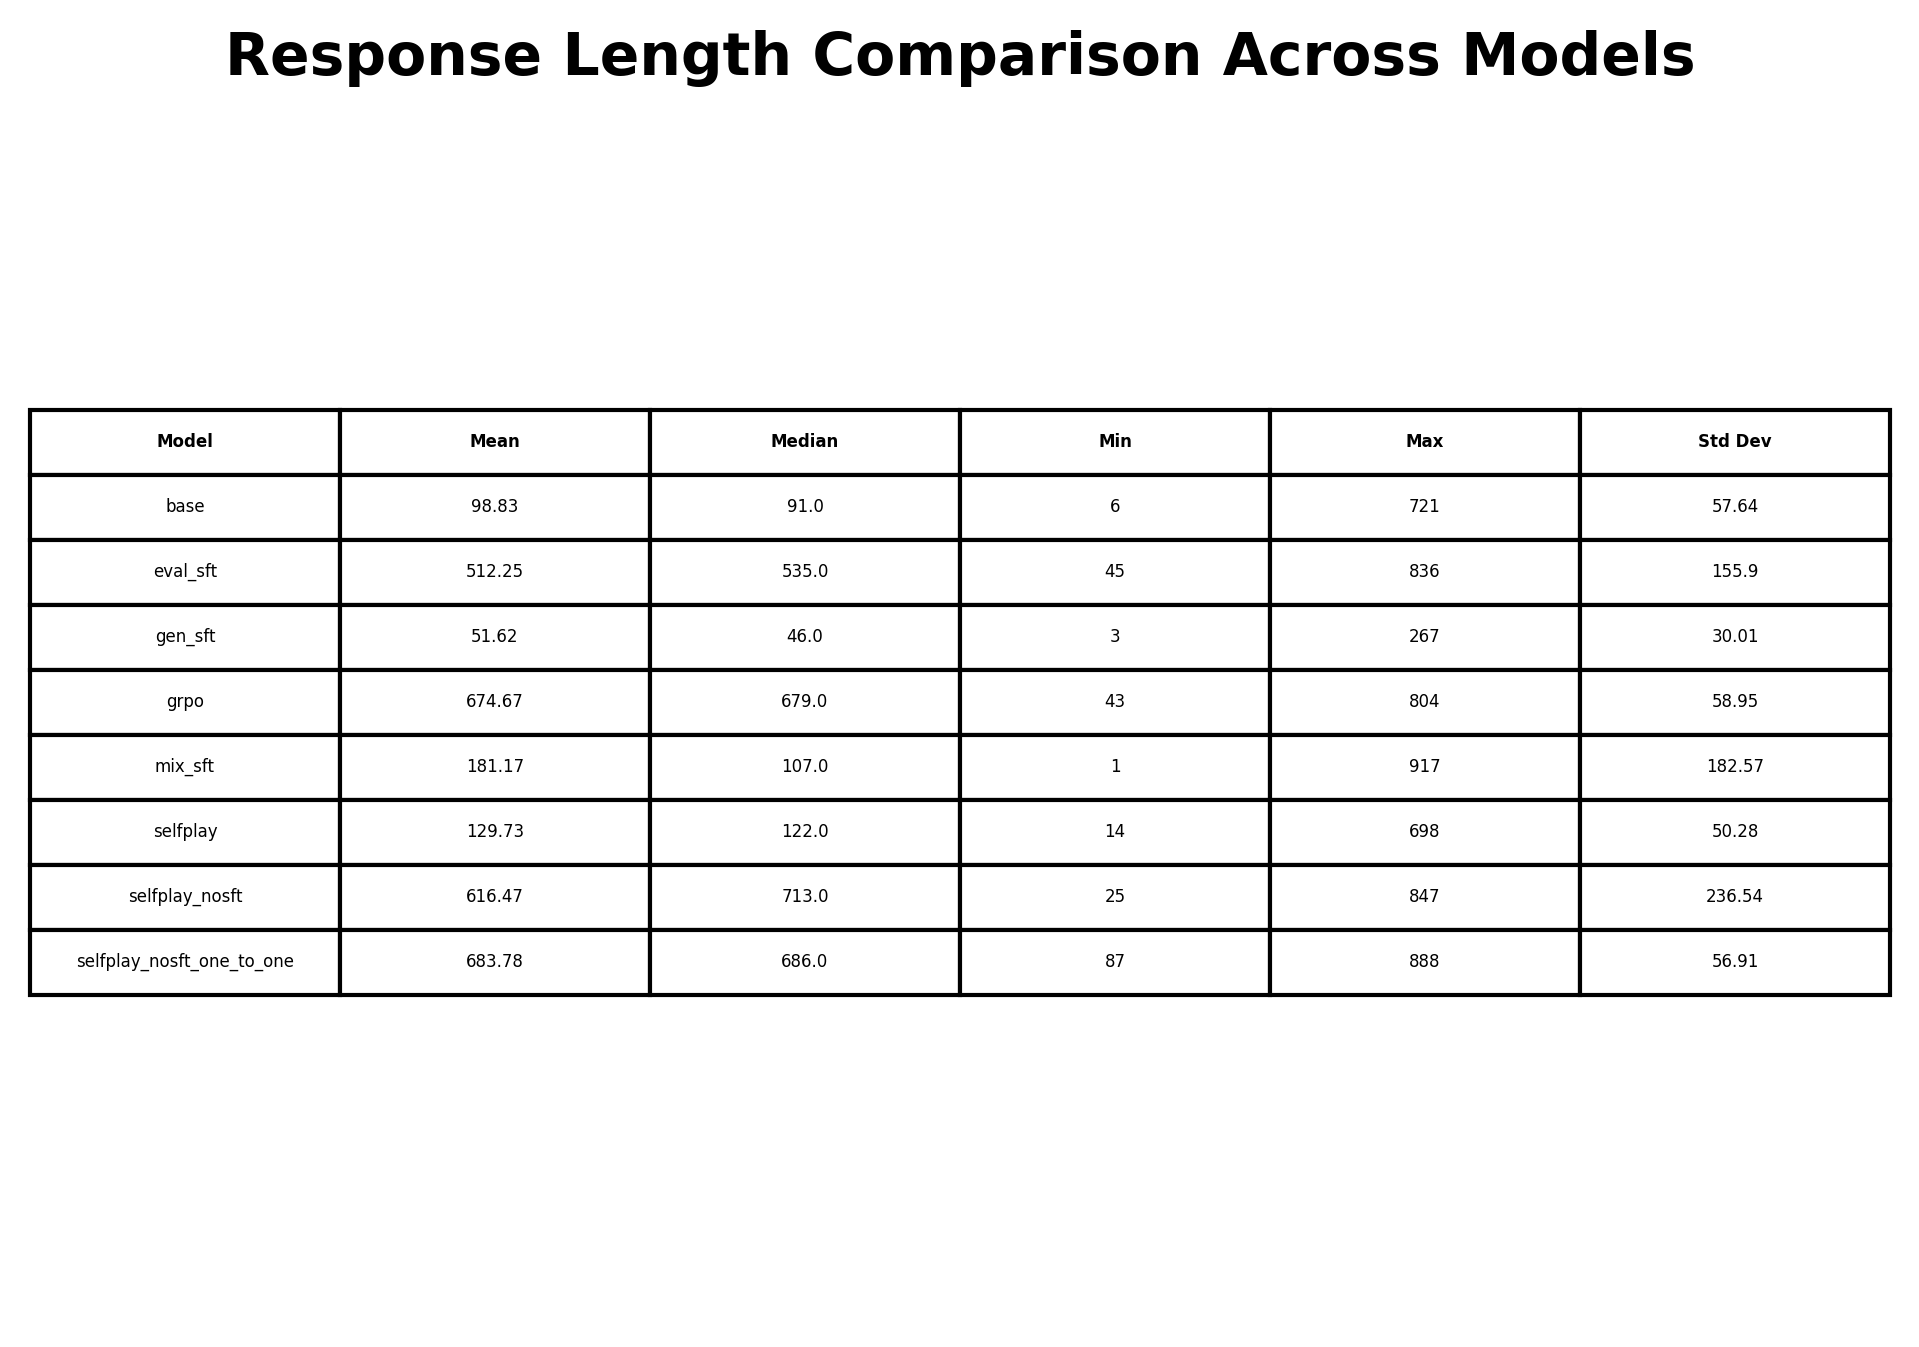 Response Length Comparison Across Models
Model Mean Median Min Max Std Dev
base 98.83 91.0 6 721 57.64
eval_sft 512.25 535.0 45 836 155.9
gen_sft 51.62 46.0 3 267 30.01
grpo 674.67 679.0 43 804 58.95
mix_sft 181.17 107.0 1 917 182.57
selfplay 129.73 122.0 14 698 50.28
selfplay_nosft 616.47 713.0 25 847 236.54
selfplay_nosft_one_to_one 683.78 686.0 87 888 56.91